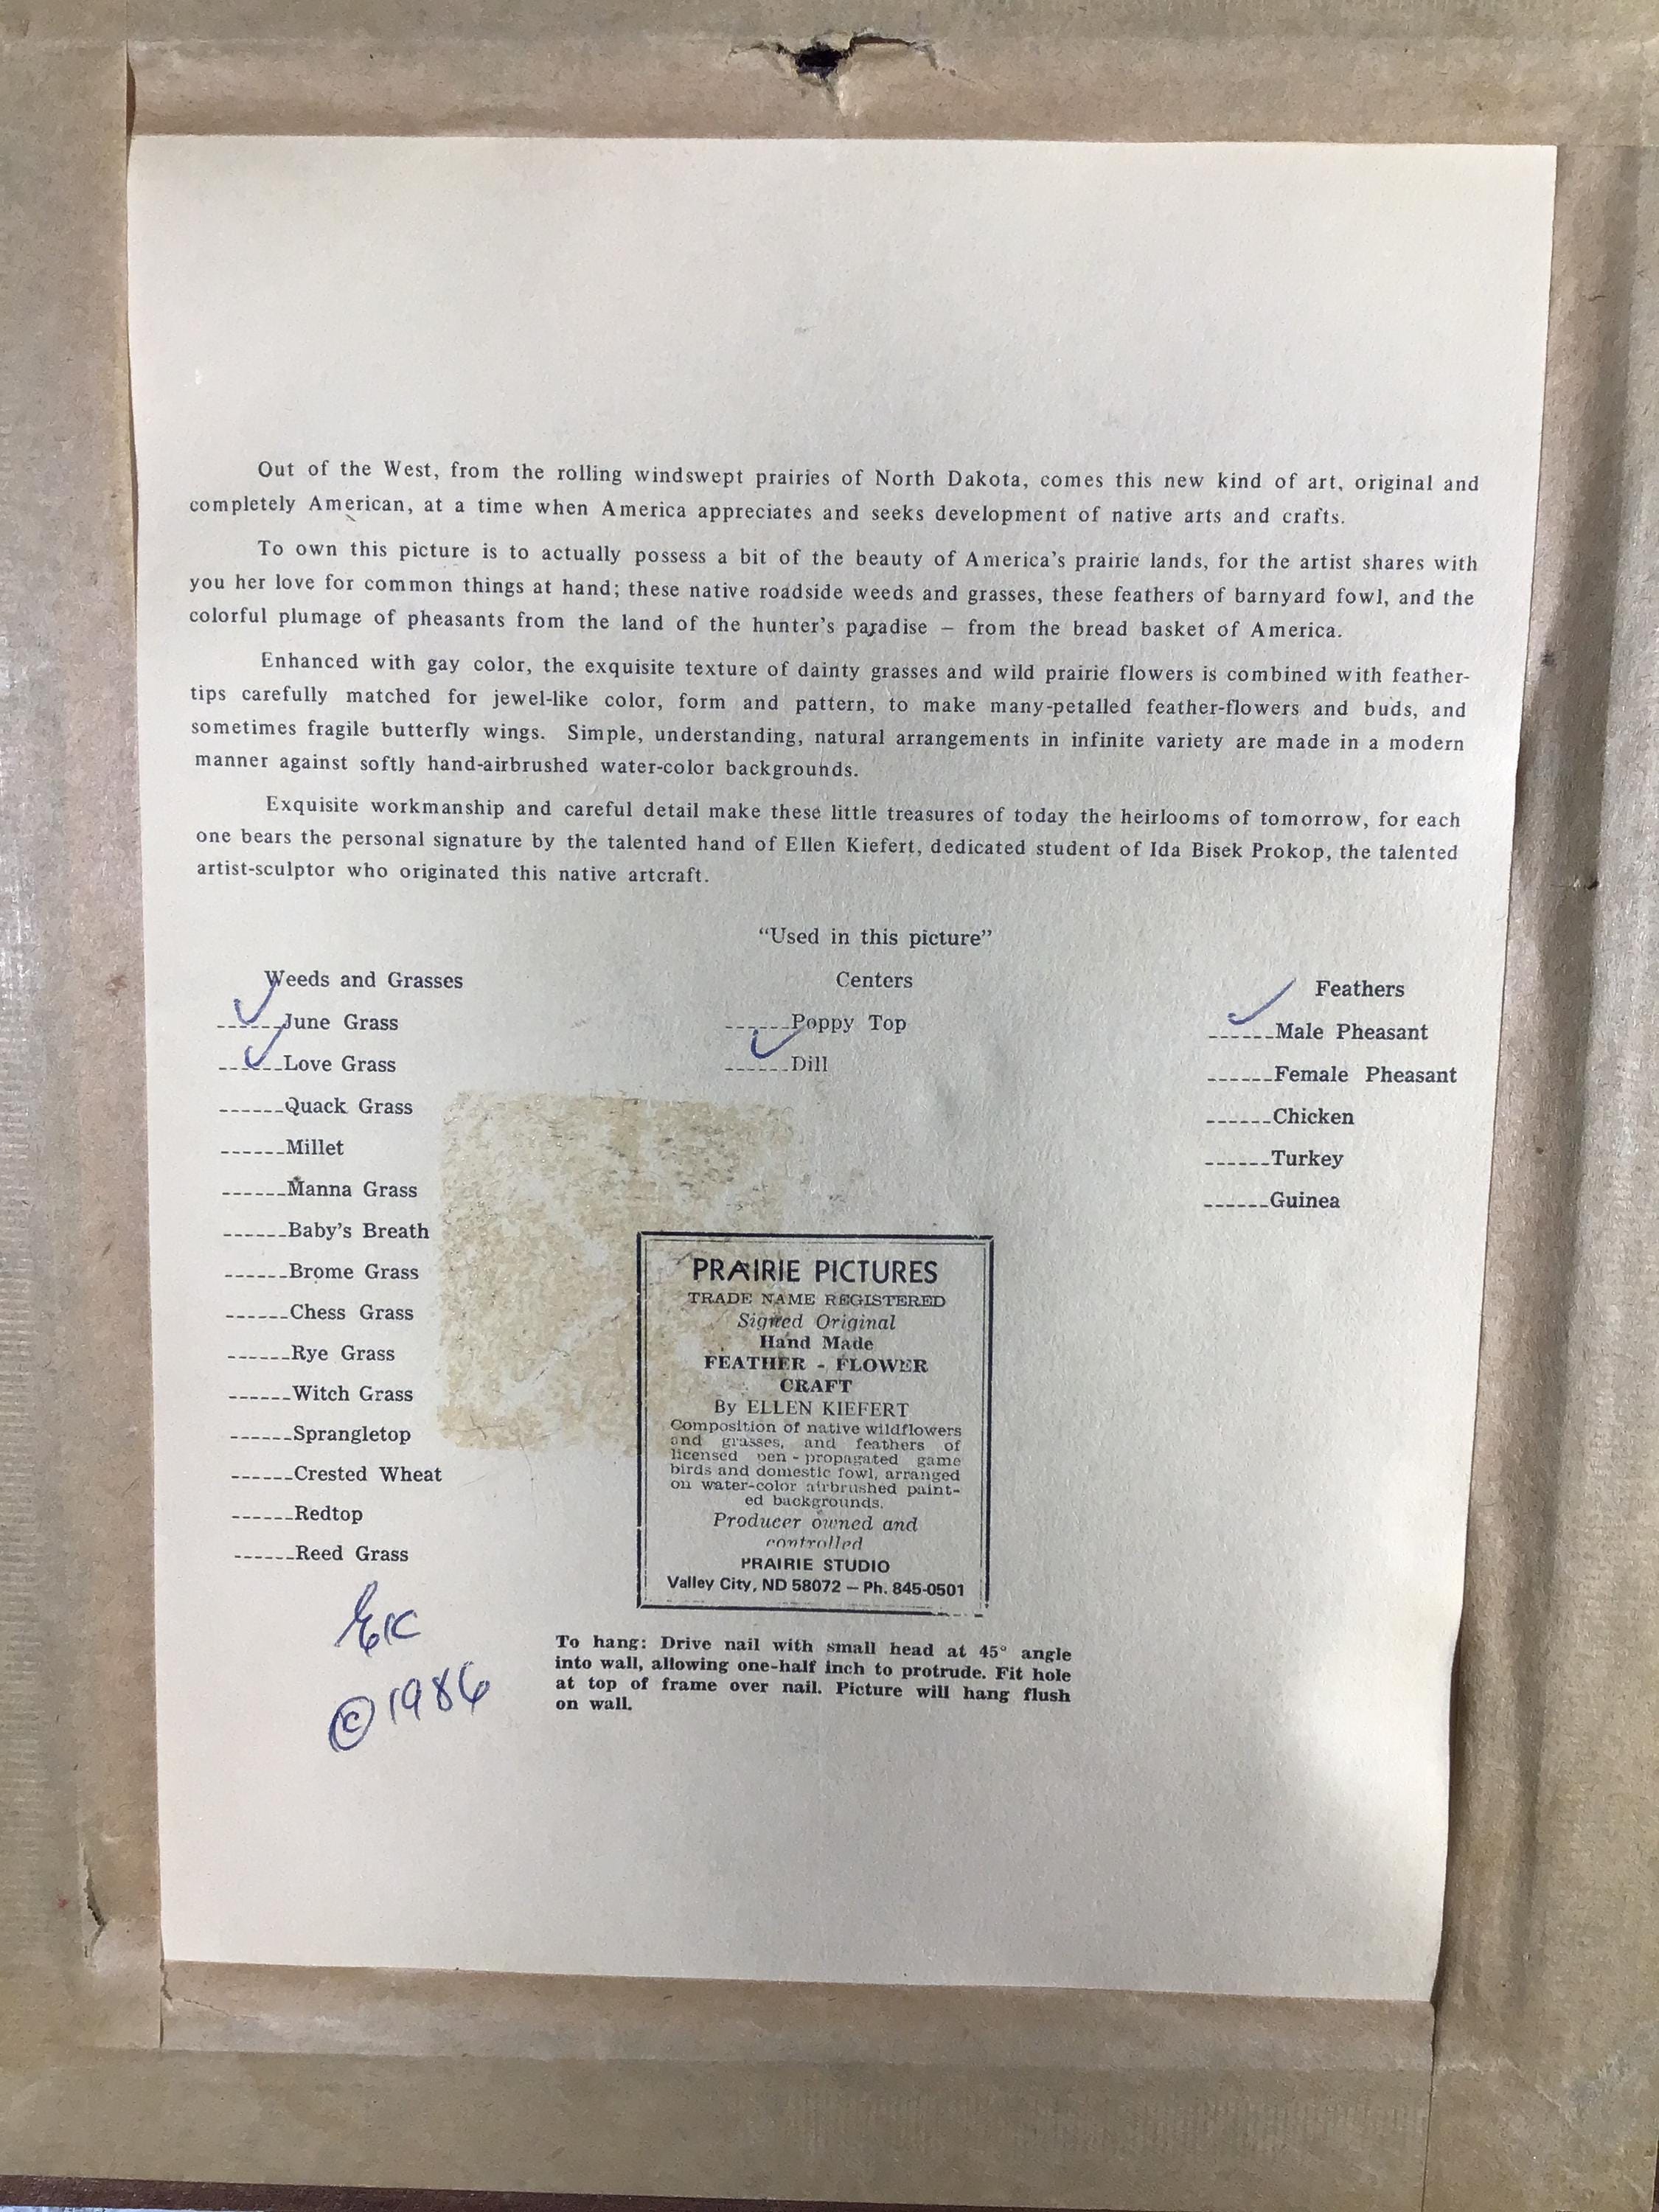 Out of the West, from the rolling windswept prairies of North Dakota, comes this new kind of art, original and
completely American, at a time when America appreciates and seeks development of native arts and crafts.
To own this picture is to actually possess a bit of the beauty of America's prairie lands, for the artist shares with
you her love for common things at hand; these native roadside weeds and grasses, these feathers of barnyard fowl, and the
colorful plumage of pheasants from the land of the hunter's paradise – from the bread basket of America.
Enhanced with gay color, the exquisite texture of dainty grasses and wild prairie flowers is combined with feather-
tips carefully matched for jewel-like color, form and pattern, to make many-petalled feather-flowers and buds, and
sometimes fragile butterfly wings. Simple, understanding, natural arrangements in infinite variety are made in a modern
manner against softly hand-airbrushed water-color backgrounds.
Exquisite workmanship and careful detail make these little treasures of today the heirlooms of tomorrow, for each
one bears the personal signature by the talented hand of Ellen Kiefert, dedicated student of Ida Bisek Prokop, the talented
artist-sculptor who originated this native artcraft.
“Used in this picture”
Weeds and Grasses
✓ ------June Grass
✓ ------Love Grass
------Quack Grass
------Millet
------Manna Grass
------Baby's Breath
------Brome Grass
------Chess Grass
------Rye Grass
------Witch Grass
------Sprangletop
------Crested Wheat
------Redtop
------Reed Grass
Centers
------Poppy Top
✓ ------Dill
Feathers
✓ ------Male Pheasant
------Female Pheasant
------Chicken
------Turkey
------Guinea
PRAIRIE PICTURES
TRADE NAME REGISTERED
Signed Original
Hand Made
FEATHER - FLOWER
CRAFT
By ELLEN KIEFERT
Composition of native wildflowers
and grasses, and feathers of
licensed pen - propagated game
birds and domestic fowl, arranged
on water-color airbrushed paint-
ed backgrounds.
Producer owned and
controlled
PRAIRIE STUDIO
Valley City, ND 58072 – Ph. 845-0501
EK
© 1986
To hang: Drive nail with small head at 45° angle
into wall, allowing one-half inch to protrude. Fit hole
at top of frame over nail. Picture will hang flush
on wall.